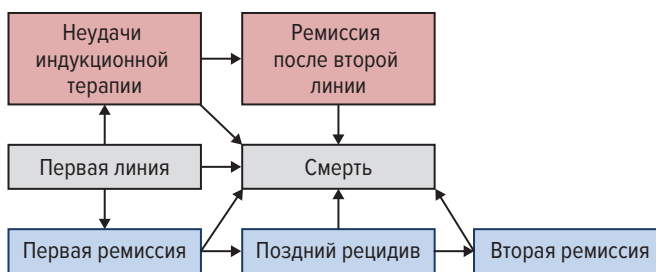 Неудачи
индукционной
терапии
Ремиссия
после второй
линии
Первая линия
Смерть
Первая ремиссия
Поздний рецидив
Вторая ремиссия